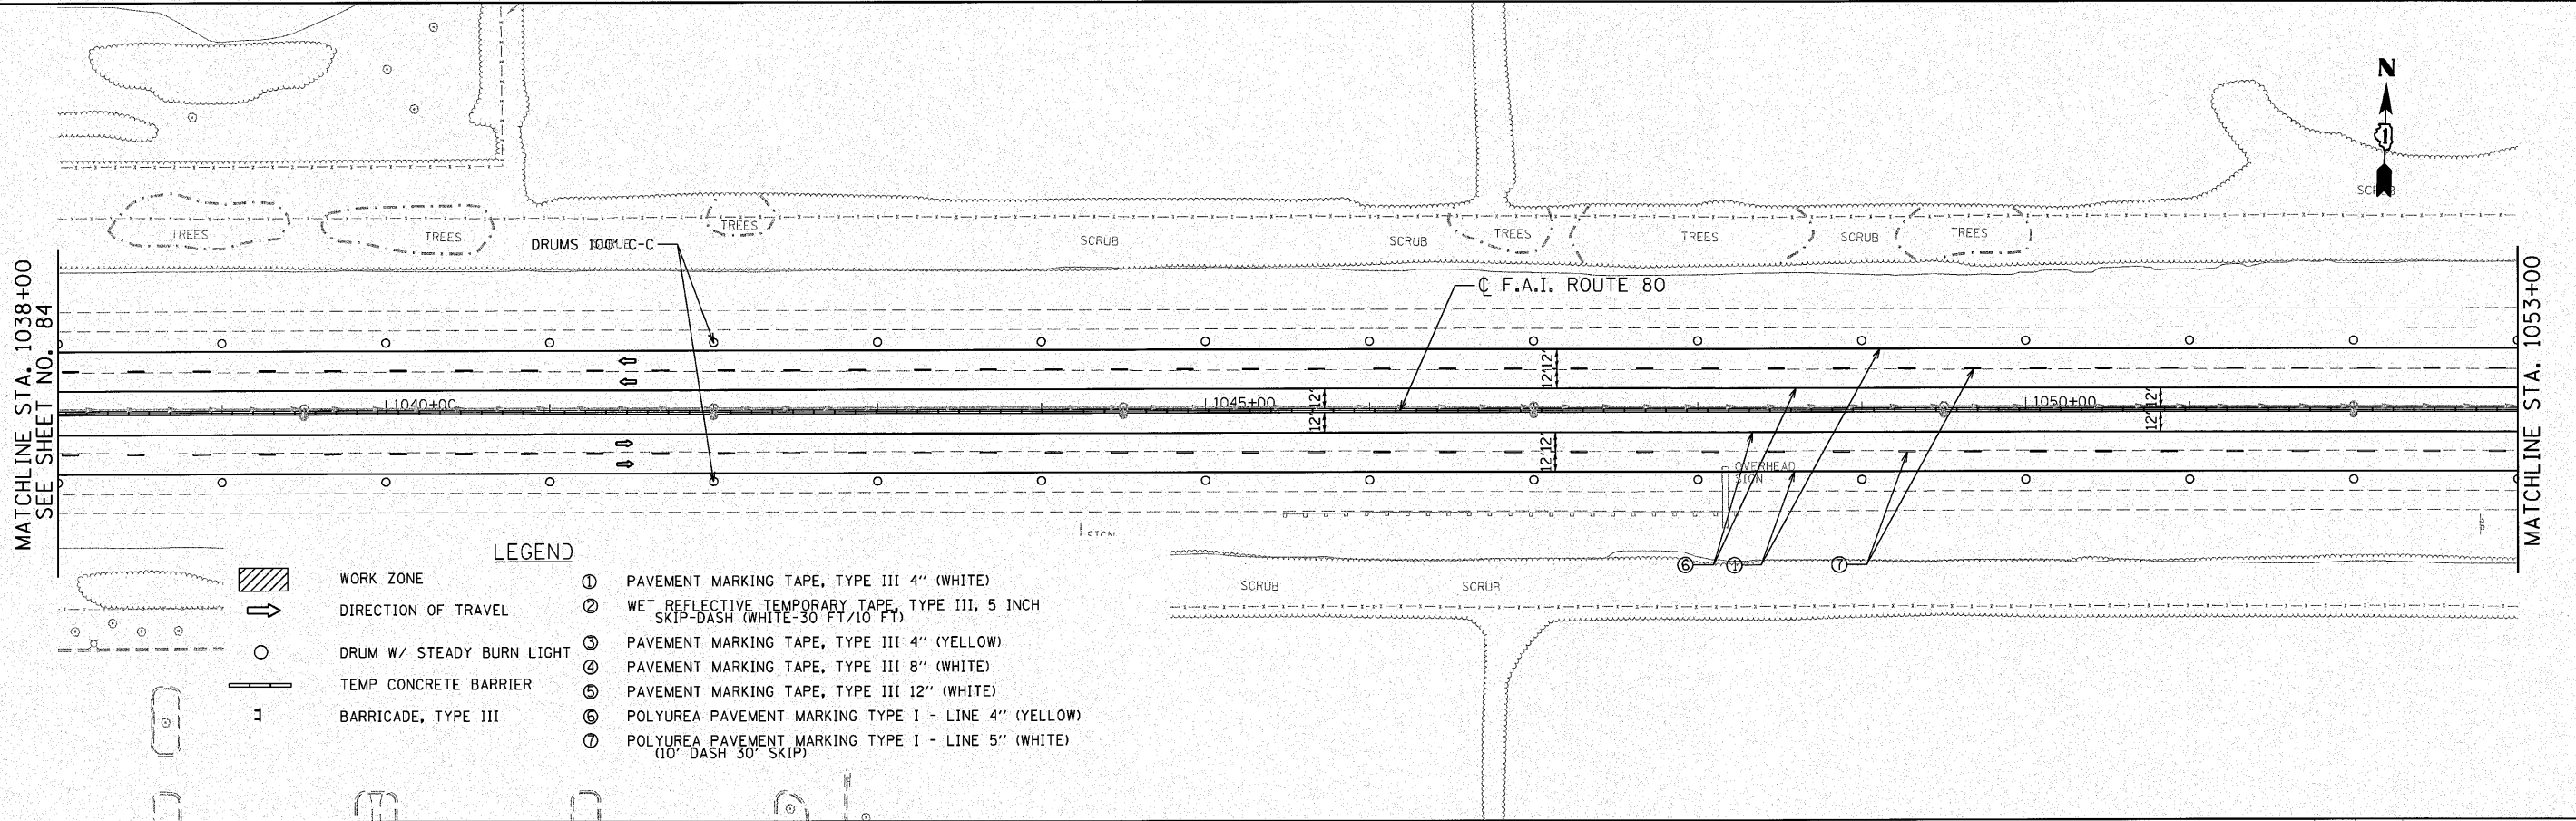 N
SCRUB
TREES
TREES
TREES
TREES
TREES
TREES
DRUMS 100' C-C
SCRUB
SCRUB
SCRUB
SCRUB
℄ F.A.I. ROUTE 80
MATCHLINE STA. 1038+00
SEE SHEET NO. 84
MATCHLINE STA. 1053+00
12'
12'
12'
12'
12'
12'
1040+00
1045+00
1050+00
12'
12'
12'
12'
OVERHEAD
SIGN
SIGN
⑥
①
⑦
SCRUB
SCRUB
LEGEND
WORK ZONE
DIRECTION OF TRAVEL
DRUM W/ STEADY BURN LIGHT
TEMP CONCRETE BARRIER
BARRICADE, TYPE III
① PAVEMENT MARKING TAPE, TYPE III 4" (WHITE)
② WET REFLECTIVE TEMPORARY TAPE, TYPE III, 5 INCH
SKIP-DASH (WHITE-30 FT/10 FT)
③ PAVEMENT MARKING TAPE, TYPE III 4" (YELLOW)
④ PAVEMENT MARKING TAPE, TYPE III 8" (WHITE)
⑤ PAVEMENT MARKING TAPE, TYPE III 12" (WHITE)
⑥ POLYUREA PAVEMENT MARKING TYPE I - LINE 4" (YELLOW)
⑦ POLYUREA PAVEMENT MARKING TYPE I - LINE 5" (WHITE)
(10' DASH 30' SKIP)